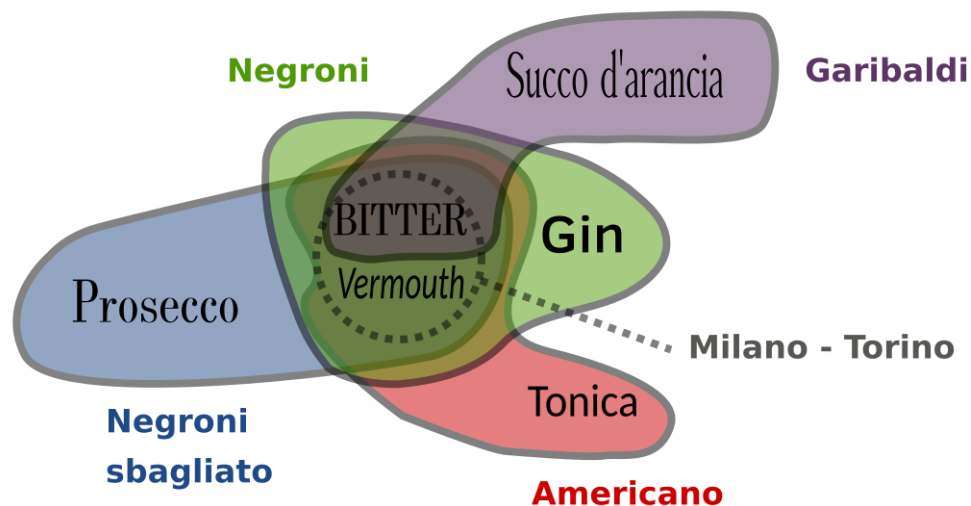 Negroni
Succo d'arancia
Garibaldi
BITTER
Gin
Vermouth
Prosecco
Milano - Torino
Tonica
Negroni
sbagliato
Americano